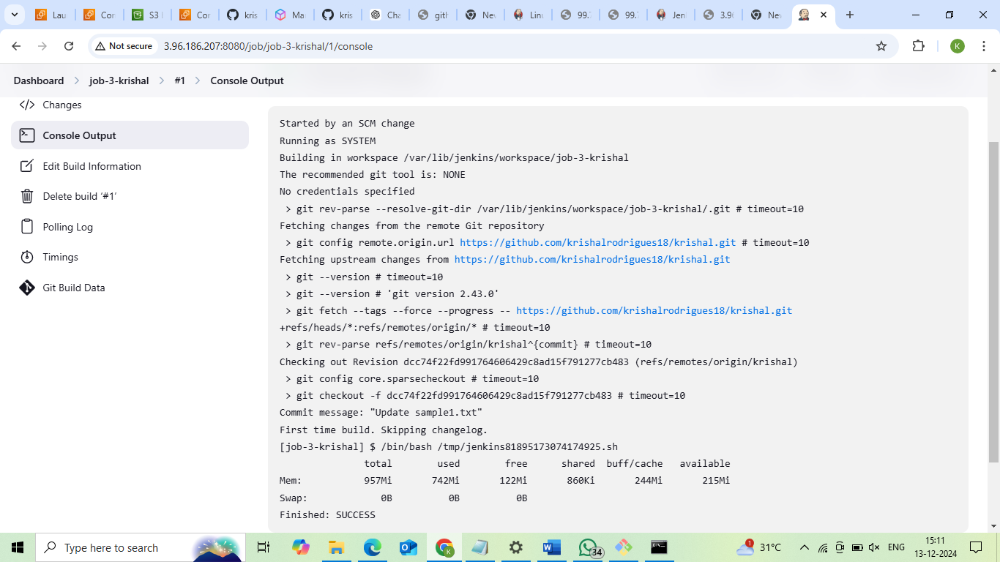 Lau
Cor
S3 |
Cor
kris
Ma
kris
Cha
gith
Nev
Linu
99.7
99.7
Jen
3.96
Nev
Not secure
3.96.186.207:8080/job/job-3-krishal/1/console
K
Dashboard
job-3-krishal
#1
Console Output
Changes
Console Output
Edit Build Information
Delete build ‘#1’
Polling Log
Timings
Git Build Data
Started by an SCM change
Running as SYSTEM
Building in workspace /var/lib/jenkins/workspace/job-3-krishal
The recommended git tool is: NONE
No credentials specified
> git rev-parse --resolve-git-dir /var/lib/jenkins/workspace/job-3-krishal/.git # timeout=10
Fetching changes from the remote Git repository
> git config remote.origin.url https://github.com/krishalrodrigues18/krishal.git # timeout=10
Fetching upstream changes from https://github.com/krishalrodrigues18/krishal.git
> git --version # timeout=10
> git --version # 'git version 2.43.0'
> git fetch --tags --force --progress -- https://github.com/krishalrodrigues18/krishal.git
+refs/heads/*:refs/remotes/origin/* # timeout=10
> git rev-parse refs/remotes/origin/krishal^{commit} # timeout=10
Checking out Revision dcc74f22fd991764606429c8ad15f791277cb483 (refs/remotes/origin/krishal)
> git config core.sparsecheckout # timeout=10
> git checkout -f dcc74f22fd991764606429c8ad15f791277cb483 # timeout=10
Commit message: "Update sample1.txt"
First time build. Skipping changelog.
[job-3-krishal] $ /bin/bash /tmp/jenkins81895173074174925.sh
total used free shared buff/cache available
Mem: 957Mi 742Mi 122Mi 860Ki 244Mi 215Mi
Swap: 0B 0B 0B
Finished: SUCCESS
Type here to search
34
1
31°C
ENG
15:11
13-12-2024